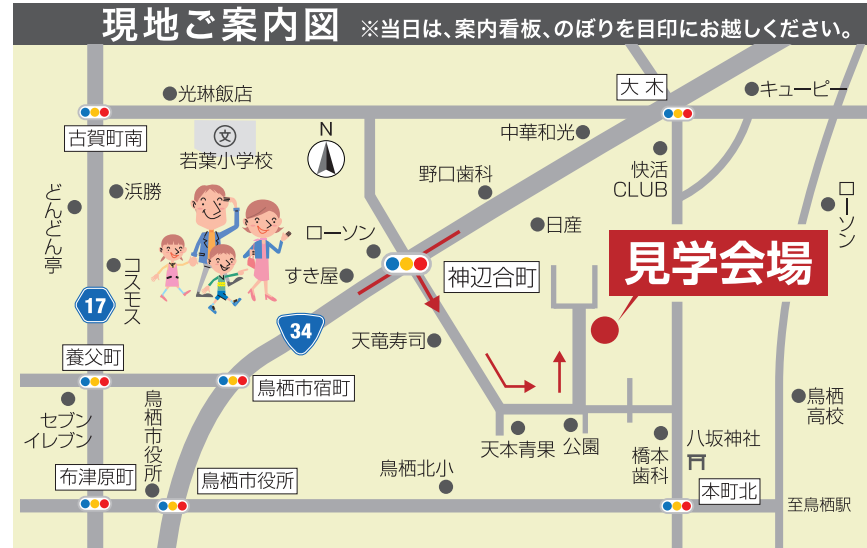 現地ご案内図 ※当日は、案内看板、のぼりを目印にお越しください。
光琳飯店
大木
キューピー
古賀町南
文
若葉小学校
N
中華和光
快活
CLUB
野口歯科
どんどん亭
浜勝
ローソン
日産
ローソン
コスモス
すき屋
神辺合町
見学会場
17
34
天竜寿司
養父町
鳥栖市宿町
セブン
イレブン
鳥栖市役所
鳥栖
高校
天本青果
公園
橋本
歯科
八坂神社
鳥栖北小
布津原町
鳥栖市役所
本町北
至鳥栖駅